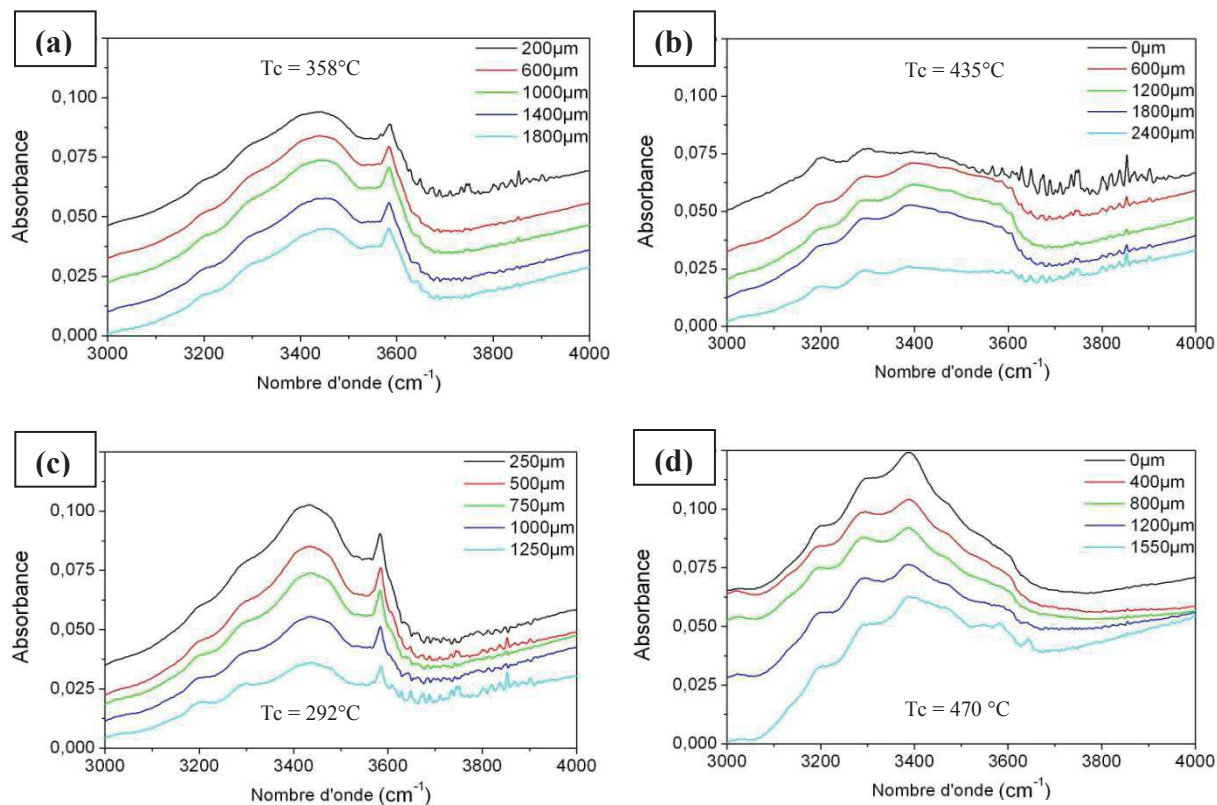 (a)
Tc = 358°C
200µm
600µm
1000µm
1400µm
1800µm
0,100
0,075
0,050
0,025
0,000
Absorbance
3000 3200 3400 3600 3800 4000
Nombre d'onde (cm⁻¹)
(b)
Tc = 435°C
0µm
600µm
1200µm
1800µm
2400µm
0,100
0,075
0,050
0,025
0,000
Absorbance
3000 3200 3400 3600 3800 4000
Nombre d'onde (cm⁻¹)
(c)
250µm
500µm
750µm
1000µm
1250µm
0,100
0,075
0,050
0,025
0,000
Absorbance
Tc = 292°C
3000 3200 3400 3600 3800 4000
Nombre d'onde (cm⁻¹)
(d)
0µm
400µm
800µm
1200µm
1550µm
0,100
0,075
0,050
0,025
0,000
Absorbance
Tc = 470 °C
3000 3200 3400 3600 3800 4000
Nombre d'onde (cm⁻¹)